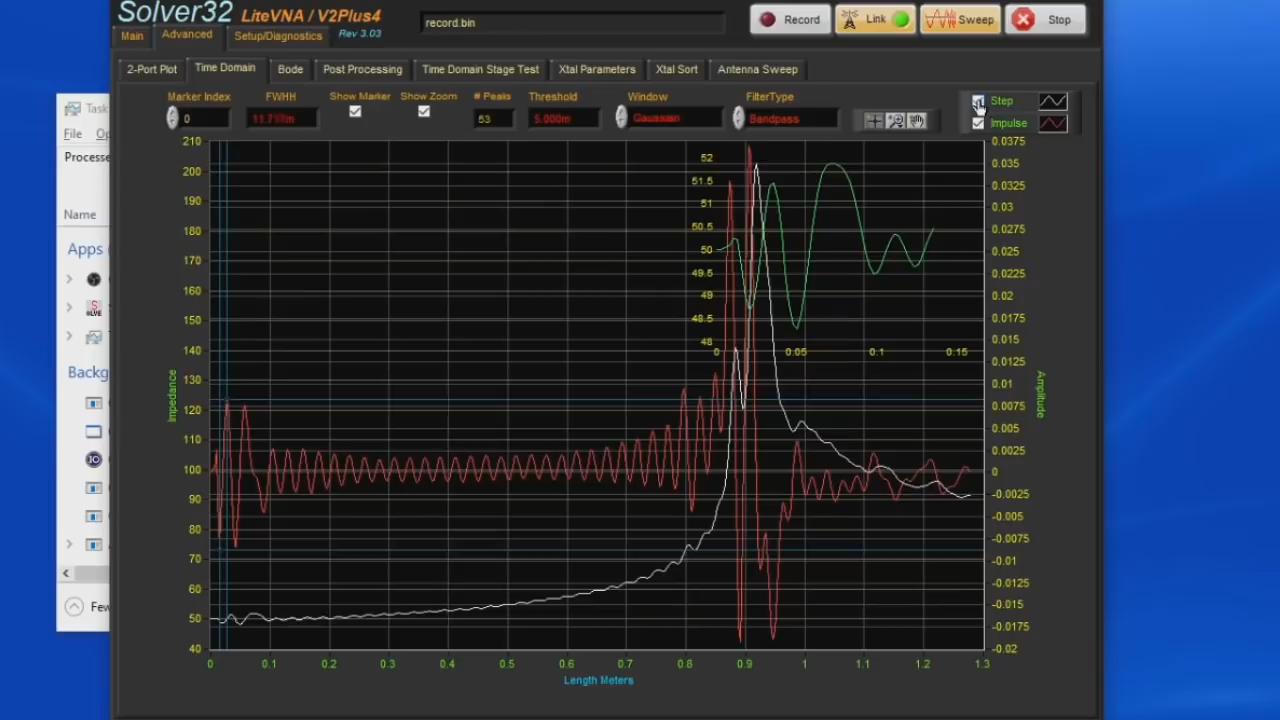 Solver32 LiteVNA / V2Plus4
Rev 3.03
record.bin
Record
Link
Sweep
Stop
Main
Advanced
Setup/Diagnostics
2-Port Plot
Time Domain
Bode
Post Processing
Time Domain Stage Test
Xtal Parameters
Xtal Sort
Antenna Sweep
Marker Index
FWHH
Show Marker
Show Zoom
# Peaks
Threshold
Window
FilterType
0
53
5.000m
Gaussian
Bandpass
Step
Impulse
Task
File
Op
Processe
Name
Apps
Backg
Few
Impedance
210
200
190
180
170
160
150
140
130
120
110
100
90
80
70
60
50
40
52
51.5
51
50.5
50
49.5
49
48.5
48
0
0.05
0.1
0.15
0.0375
0.035
0.0325
0.03
0.0275
0.025
0.0225
0.02
0.0175
0.015
0.0125
0.01
0.0075
0.005
0.0025
0
-0.0025
-0.005
-0.0075
-0.01
-0.0125
-0.015
-0.0175
-0.02
Amplitude
0
0.1
0.2
0.3
0.4
0.5
0.6
0.7
0.8
0.9
1
1.1
1.2
1.3
Length Meters